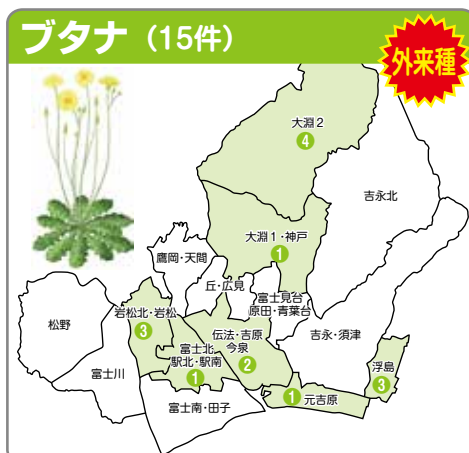 ブタナ（15件）
外来種
大淵2
4
吉永北
大淵1・神戸
1
鷹岡・天間
丘・広見
富士見台
原田・青葉台
岩松北・岩松
3
松野
伝法・吉原
今泉
2
吉永・須津
富士北
駅北・駅南
1
浮島
3
富士川
1
元吉原
富士南・田子